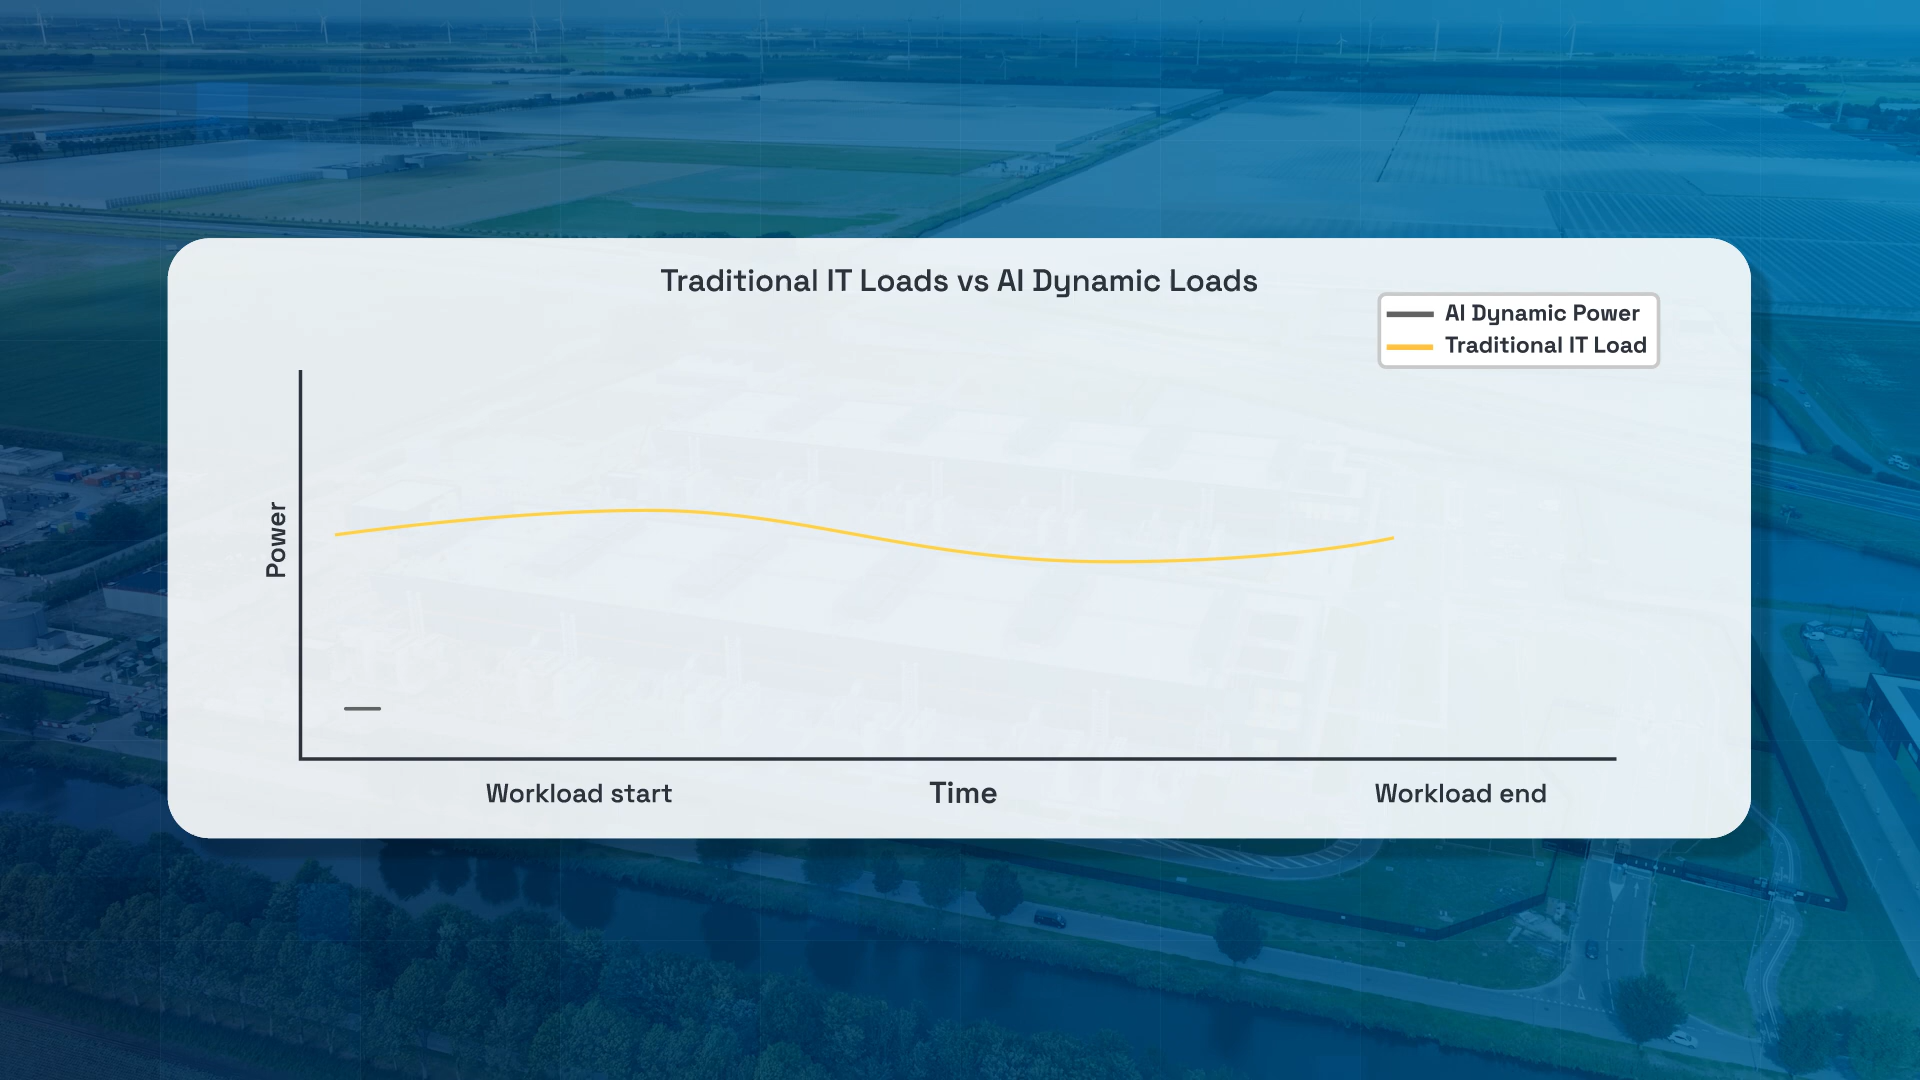 Traditional IT Loads vs AI Dynamic Loads
AI Dynamic Power
Traditional IT Load
Power
Workload start
Time
Workload end